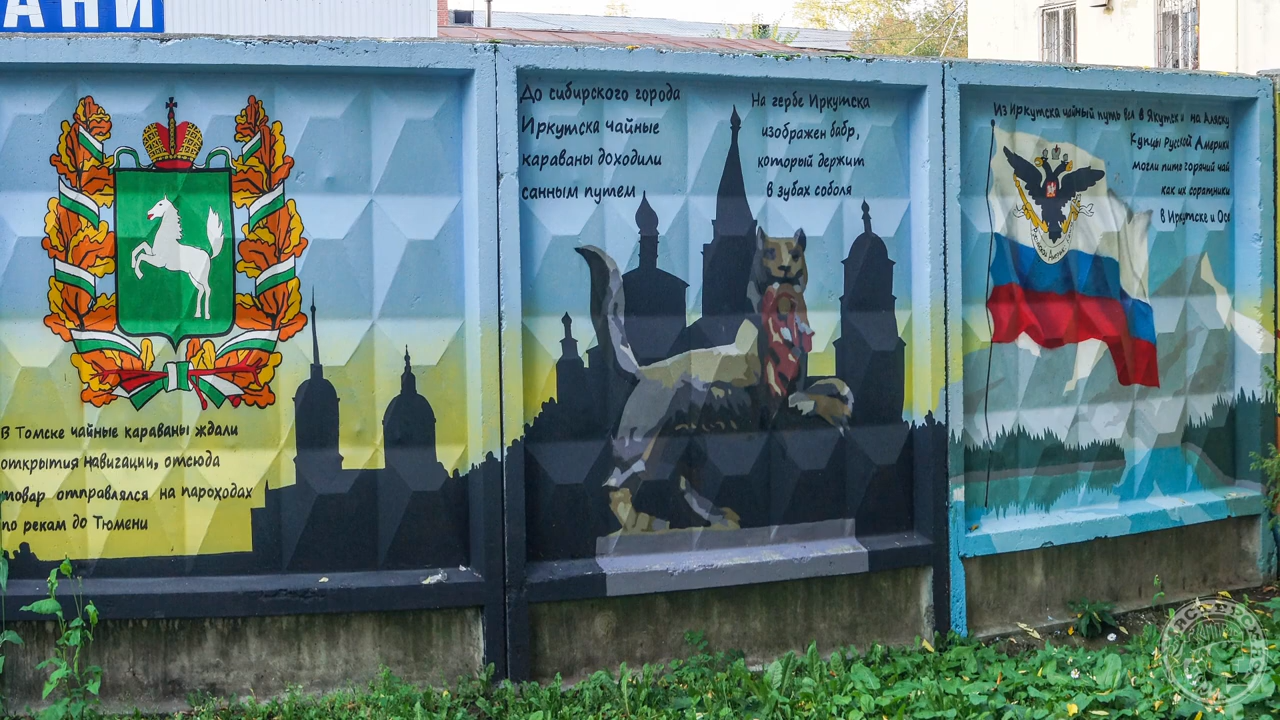 АНИ
В Томске чайные караваны ждали
открытия навигации, отсюда
товар отправлялся на пароходах
по рекам до Тюмени
До сибирского города
Иркутска чайные
караваны доходили
санным путем
На гербе Иркутска
изображен бабр,
который держит
в зубах соболя
Из Иркутска чайный путь вел в Якутск и на Аляску
Купцы Русской Америки
могли пить горячий чай
как их соратники
в Иркутске и Осе